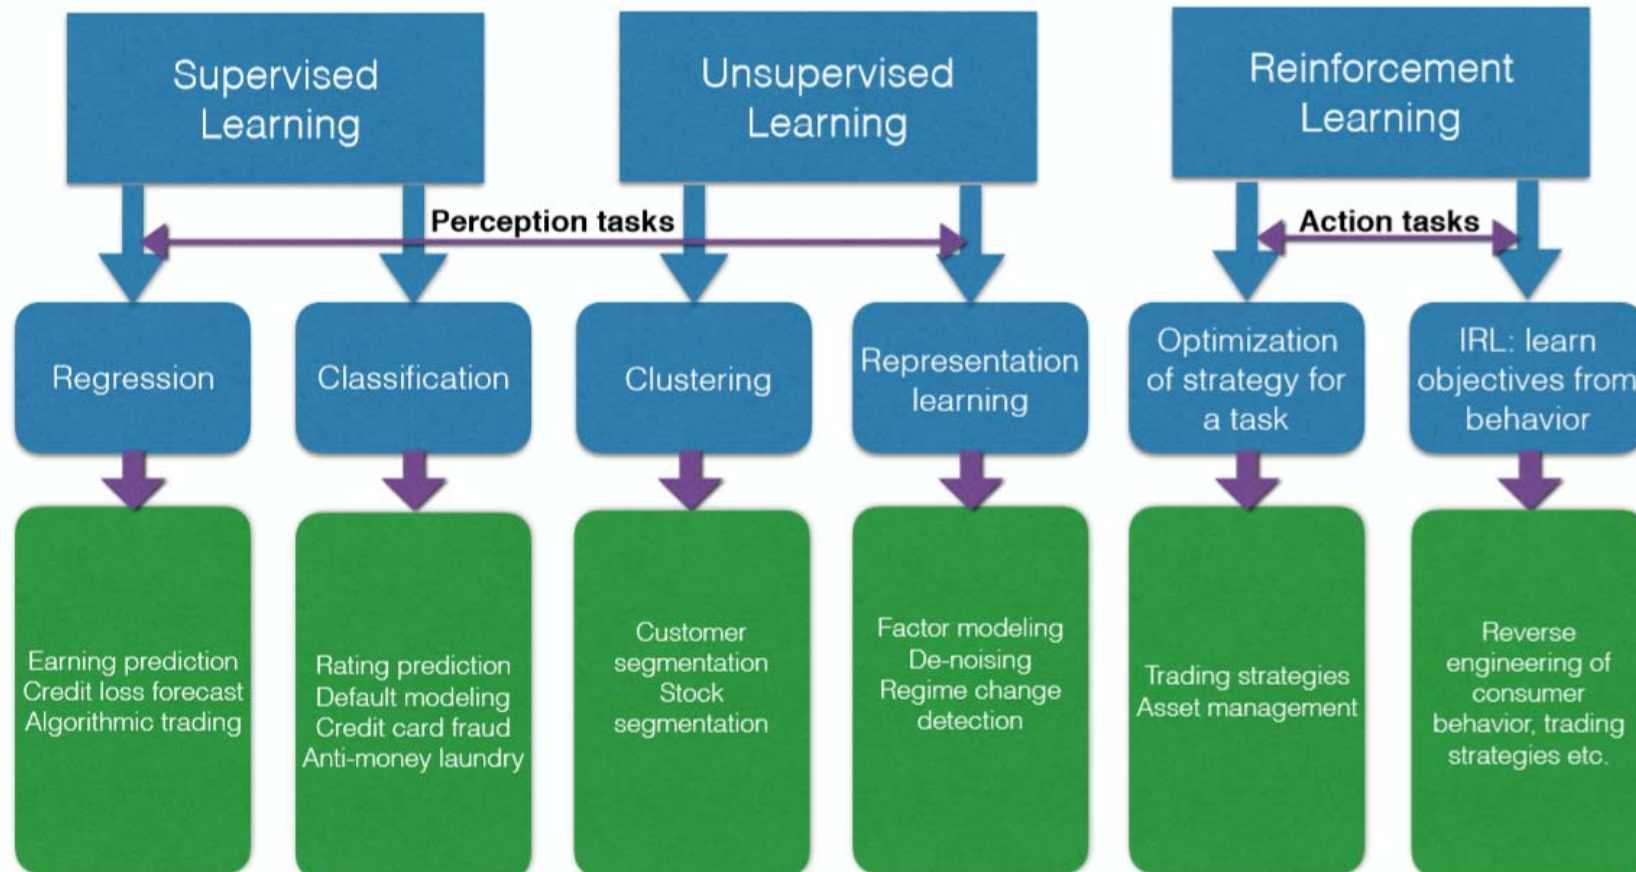 Supervised
Learning
Unsupervised
Learning
Reinforcement
Learning
Perception tasks
Action tasks
Regression
Classification
Clustering
Representation
learning
Optimization
of strategy for
a task
IRL: learn
objectives from
behavior
Earning prediction
Credit loss forecast
Algorithmic trading
Rating prediction
Default modeling
Credit card fraud
Anti-money laundry
Customer
segmentation
Stock
segmentation
Factor modeling
De-noising
Regime change
detection
Trading strategies
Asset management
Reverse
engineering of
consumer
behavior, trading
strategies etc.